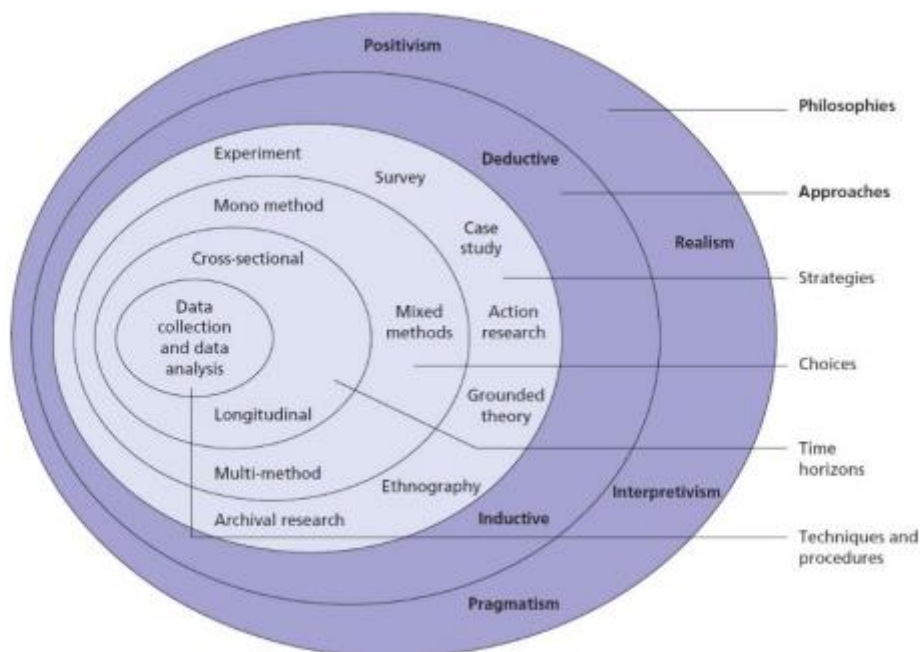 Positivism
Philosophies
Experiment
Deductive
Survey
Approaches
Mono method
Case
study
Realism
Cross-sectional
Strategies
Data
collection
and data
analysis
Mixed
methods
Action
research
Choices
Grounded
theory
Longitudinal
Time
horizons
Multi-method
Ethnography
Interpretivism
Archival research
Inductive
Techniques and
procedures
Pragmatism